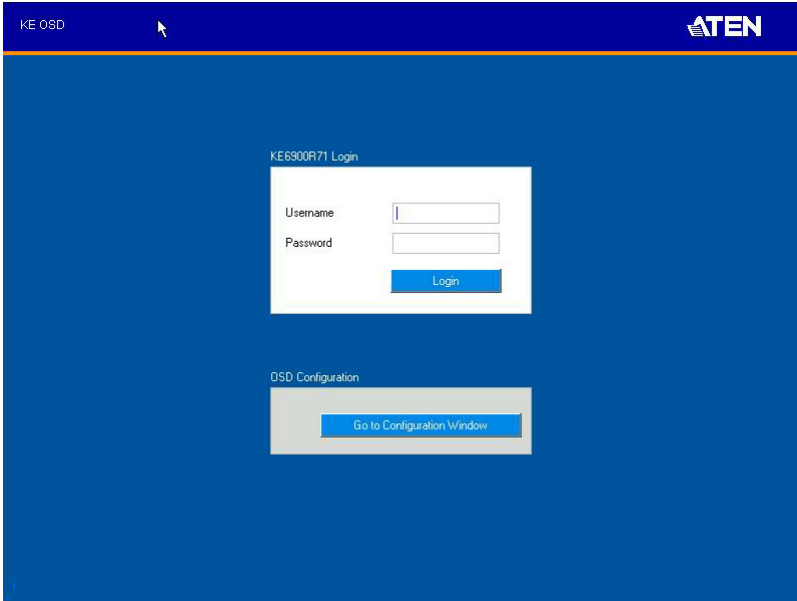 KE OSD
ATEN
KE6900R71 Login
Username
Password
Login
OSD Configuration
Go to Configuration Window